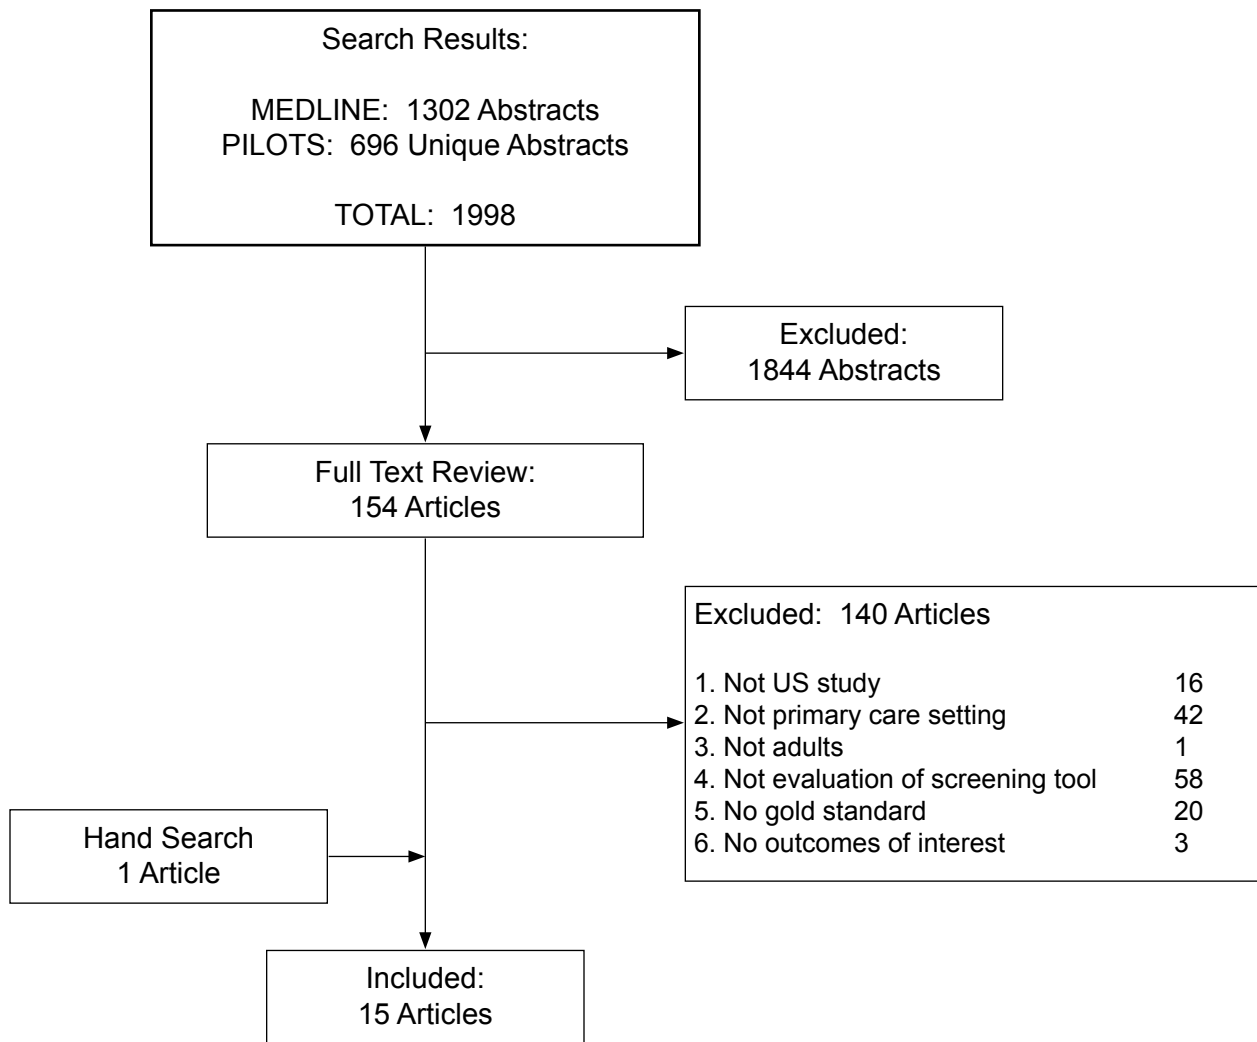 Search Results:
MEDLINE: 1302 Abstracts
PILOTS: 696 Unique Abstracts
TOTAL: 1998
Excluded:
1844 Abstracts
Full Text Review:
154 Articles
Excluded: 140 Articles
1. Not US study 16
2. Not primary care setting 42
3. Not adults 1
4. Not evaluation of screening tool 58
5. No gold standard 20
6. No outcomes of interest 3
Hand Search
1 Article
Included:
15 Articles